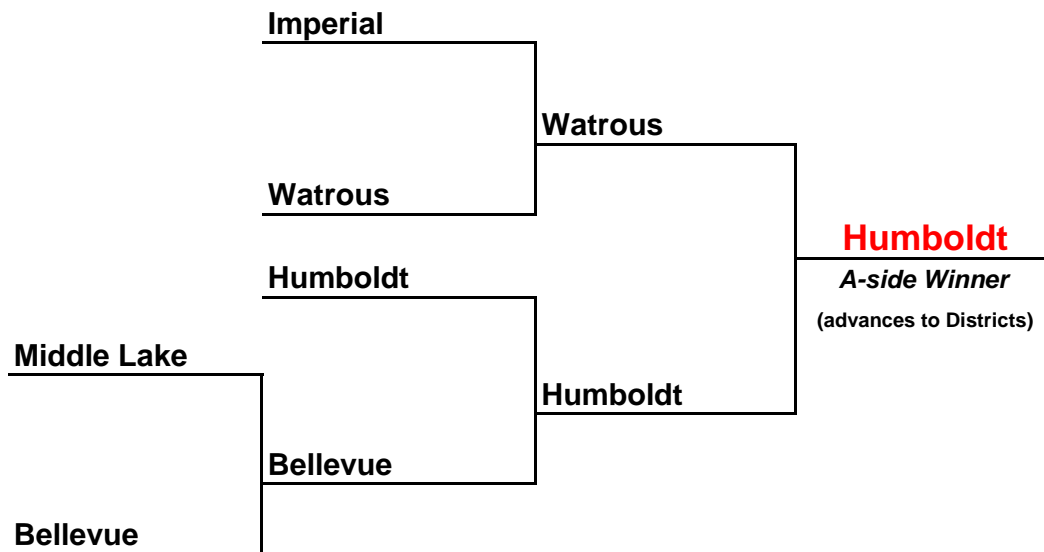 Imperial
Watrous
Watrous
Humboldt
Humboldt
A-side Winner
(advances to Districts)
Middle Lake
Humboldt
Bellevue
Bellevue